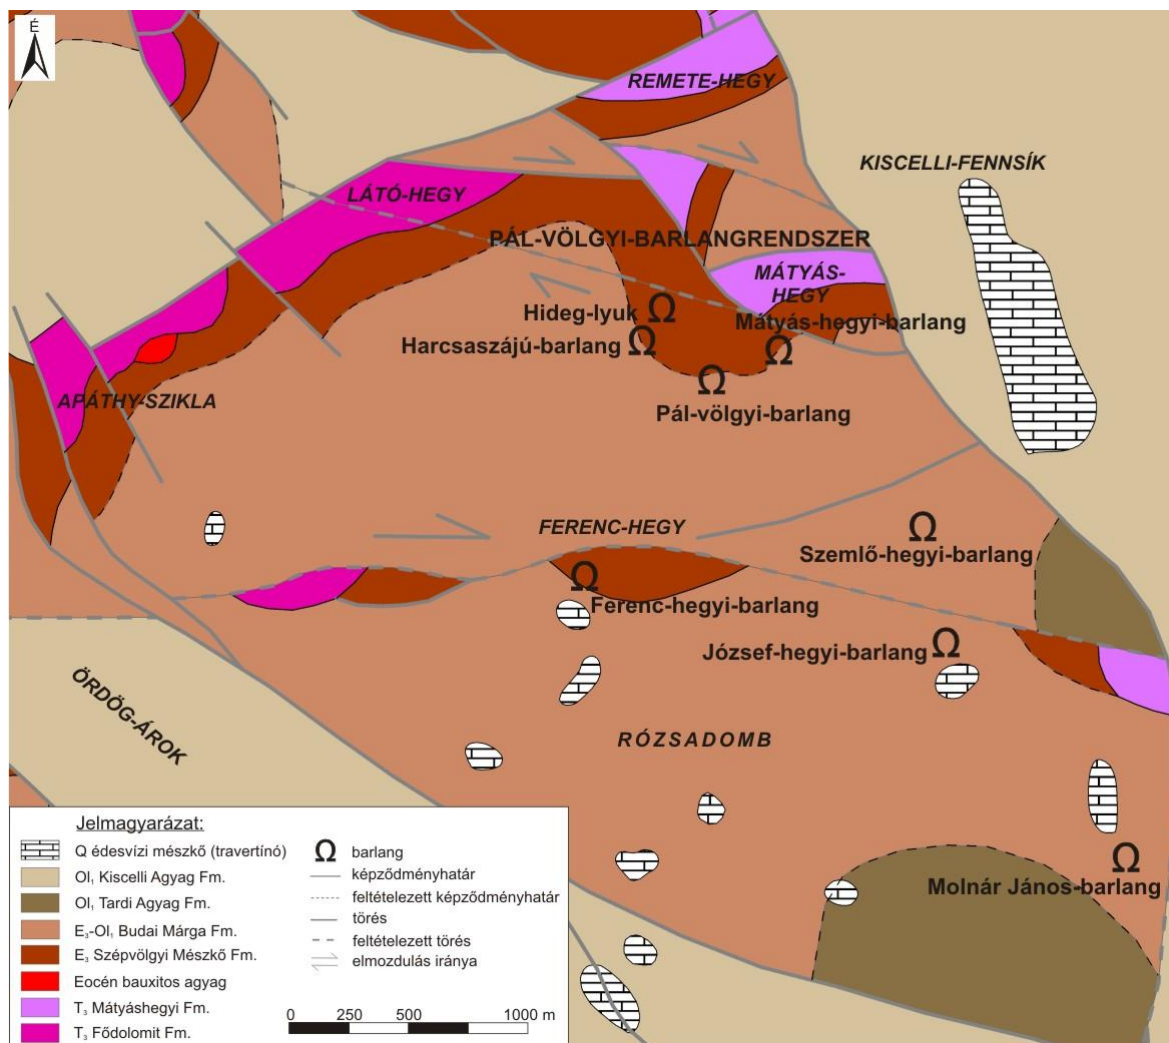 É
REMETE-HEGY
KISCELLI-FENNSÍK
LÁTÓ-HEGY
PÁL-VÖLGYI-BARLANGRENDSZER
MÁTYÁS-
HEGY
Hideg-lyuk
Mátyás-hegyi-barlang
Harcsaszájú-barlang
APÁTHY-SZIKLA
Pál-völgyi-barlang
FERENC-HEGY
Szemlő-hegyi-barlang
Ferenc-hegyi-barlang
József-hegyi-barlang
ÖRDÖG-ÁROK
RÓZSADOMB
Molnár János-barlang
Jelmagyarázat:
Q édesvízi mészkő (travertínó)
Ol₁ Kiscelli Agyag Fm.
Ol₁ Tardi Agyag Fm.
E₃-Ol₁ Budai Márga Fm.
E₃ Szépvölgyi Mészkő Fm.
Eocén bauxitos agyag
T₃ Mátyáshegyi Fm.
T₃ Fődolomit Fm.
Ω barlang
képződményhatár
feltételezett képződményhatár
törés
feltételezett törés
elmozdulás iránya
0 250 500 1000 m